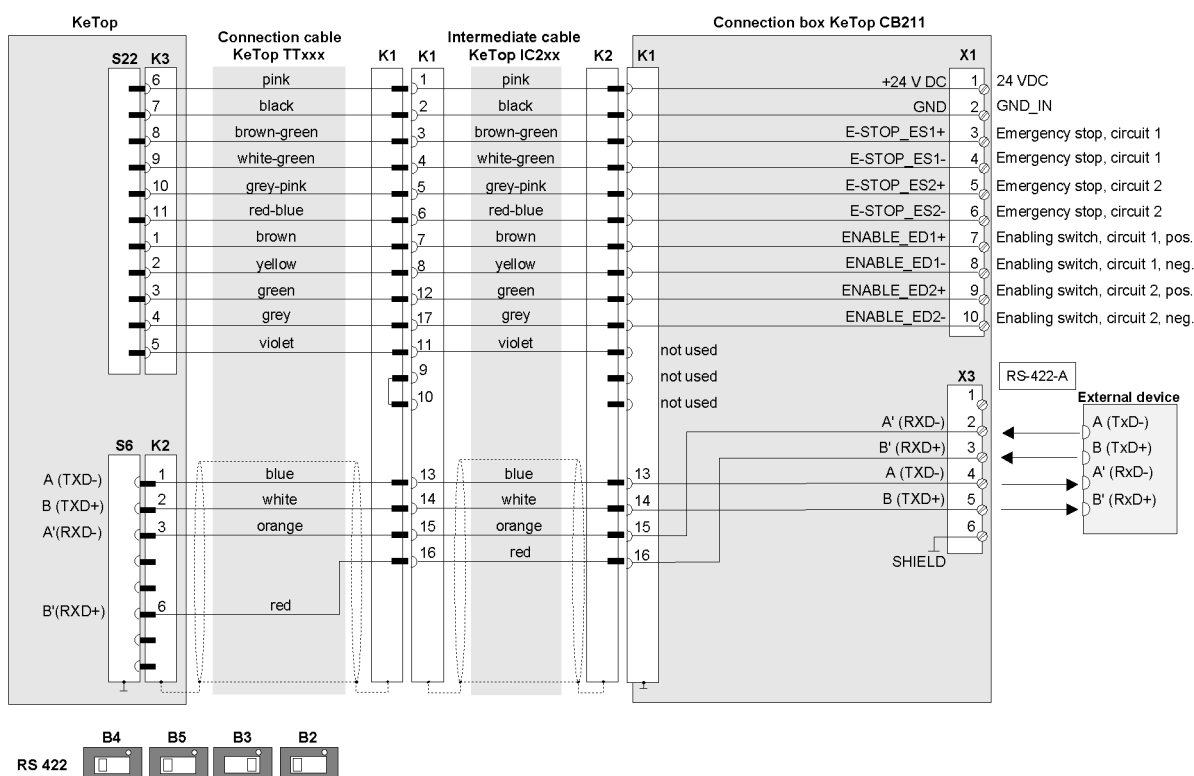 KeTop
Connection box KeTop CB211
Connection cable
KeTop TTxxx
Intermediate cable
KeTop IC2xx
S22 K3 K1 K1 K2 K1 X1
6 pink 1 pink +24 V DC 1 24 VDC
7 black 2 black GND 2 GND_IN
8 brown-green 3 brown-green E-STOP_ES1+ 3 Emergency stop, circuit 1
9 white-green 4 white-green E-STOP_ES1- 4 Emergency stop, circuit 1
10 grey-pink 5 grey-pink E-STOP_ES2+ 5 Emergency stop, circuit 2
11 red-blue 6 red-blue E-STOP_ES2- 6 Emergency stop, circuit 2
1 brown 7 brown ENABLE_ED1+ 7 Enabling switch, circuit 1, pos.
2 yellow 8 yellow ENABLE_ED1- 8 Enabling switch, circuit 1, neg.
3 green 12 green ENABLE_ED2+ 9 Enabling switch, circuit 2, pos.
4 grey 17 grey ENABLE_ED2- 10 Enabling switch, circuit 2, neg.
5 violet 11 violet not used
9 not used
10 not used
X3 RS-422-A
1
External device
A' (RXD-) 2 A (TxD-)
B' (RXD+) 3 B (TxD+)
A (TXD-) 4 A' (RxD-)
B (TXD+) 5 B' (RxD+)
6
SHIELD
S6 K2
A (TXD-) 1 blue 13 blue 13
B (TXD+) 2 white 14 white 14
A'(RXD-) 3 orange 15 orange 15
16 red 16
B'(RXD+) 6 red
B4 B5 B3 B2
RS 422